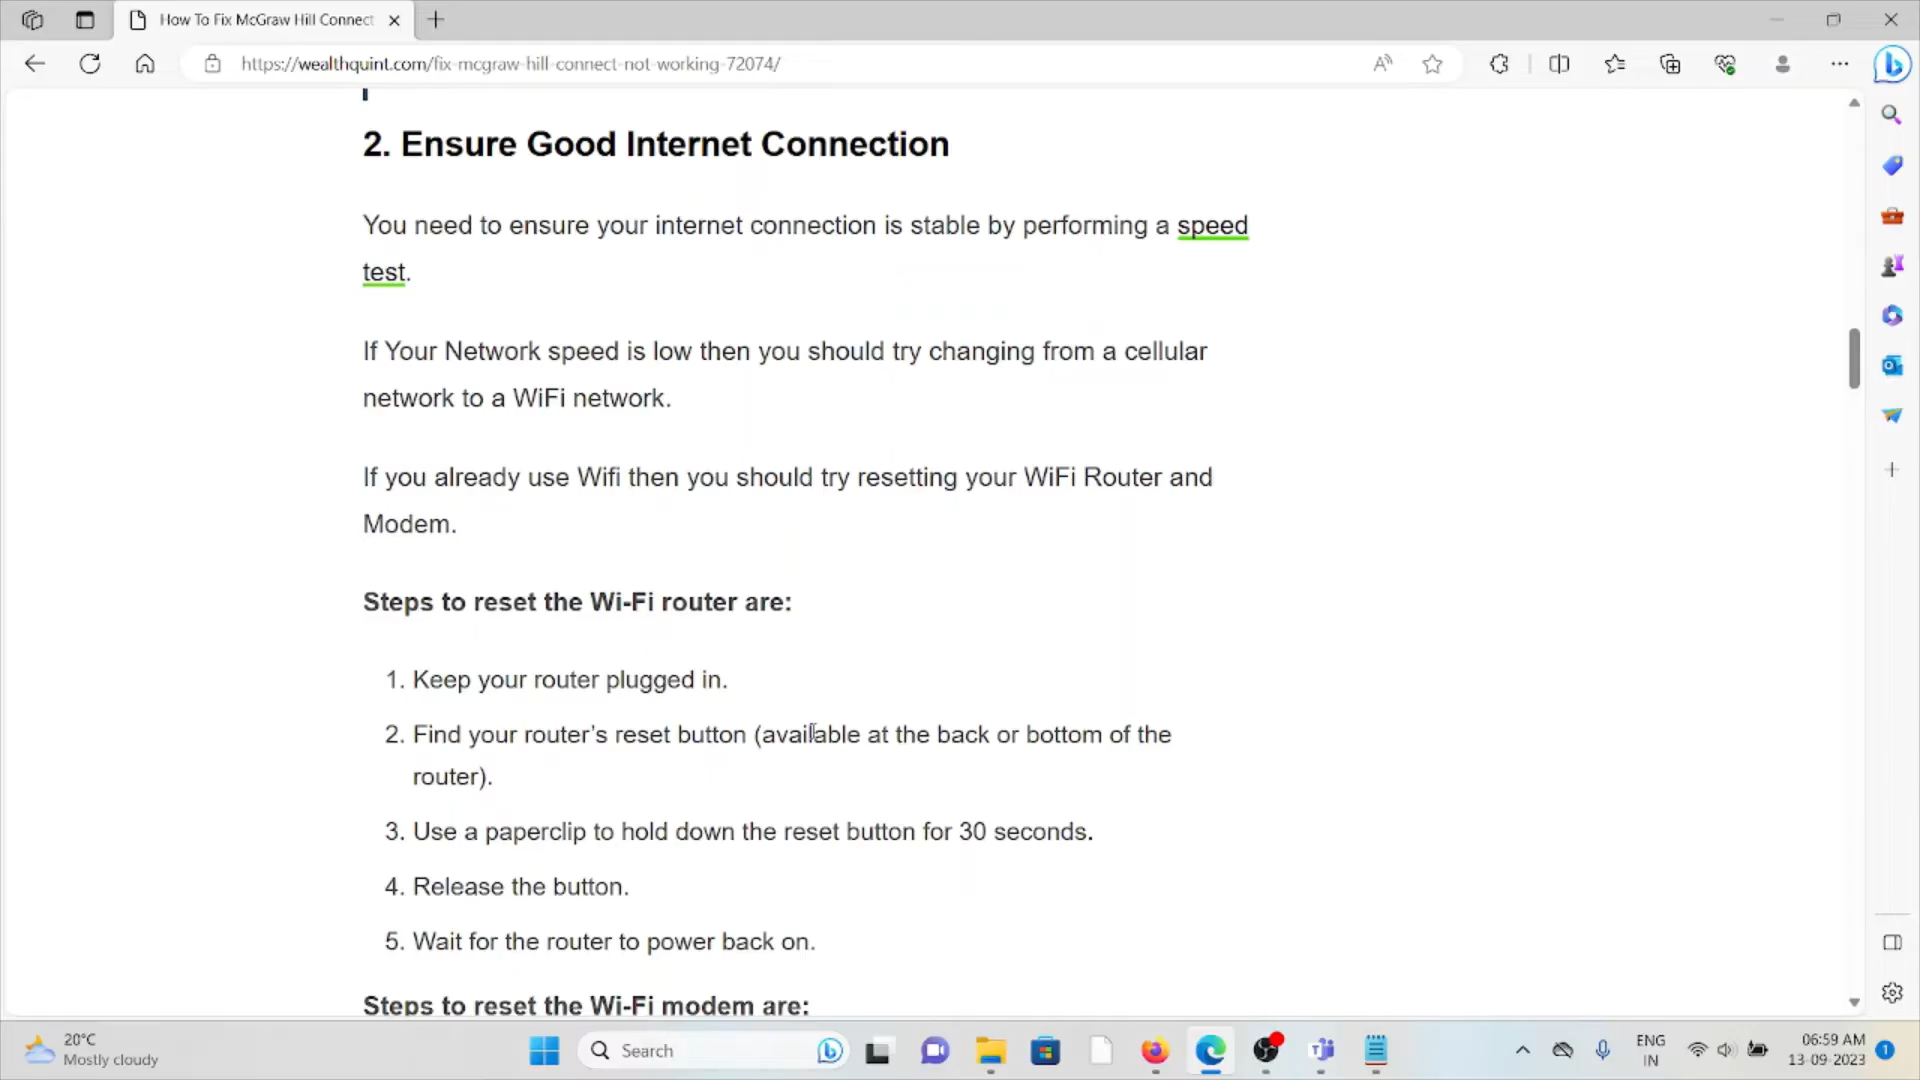 How To Fix McGraw Hill Connect
https://wealthquint.com/fix-mcgraw-hill-connect-not-working-72074/
2. Ensure Good Internet Connection
You need to ensure your internet connection is stable by performing a speed
test.
If Your Network speed is low then you should try changing from a cellular
network to a WiFi network.
If you already use Wifi then you should try resetting your WiFi Router and
Modem.
Steps to reset the Wi-Fi router are:
1. Keep your router plugged in.
2. Find your router’s reset button (available at the back or bottom of the
router).
3. Use a paperclip to hold down the reset button for 30 seconds.
4. Release the button.
5. Wait for the router to power back on.
Steps to reset the Wi-Fi modem are:
20°C
Mostly cloudy
Search
ENG
IN
06:59 AM
13-09-2023
1